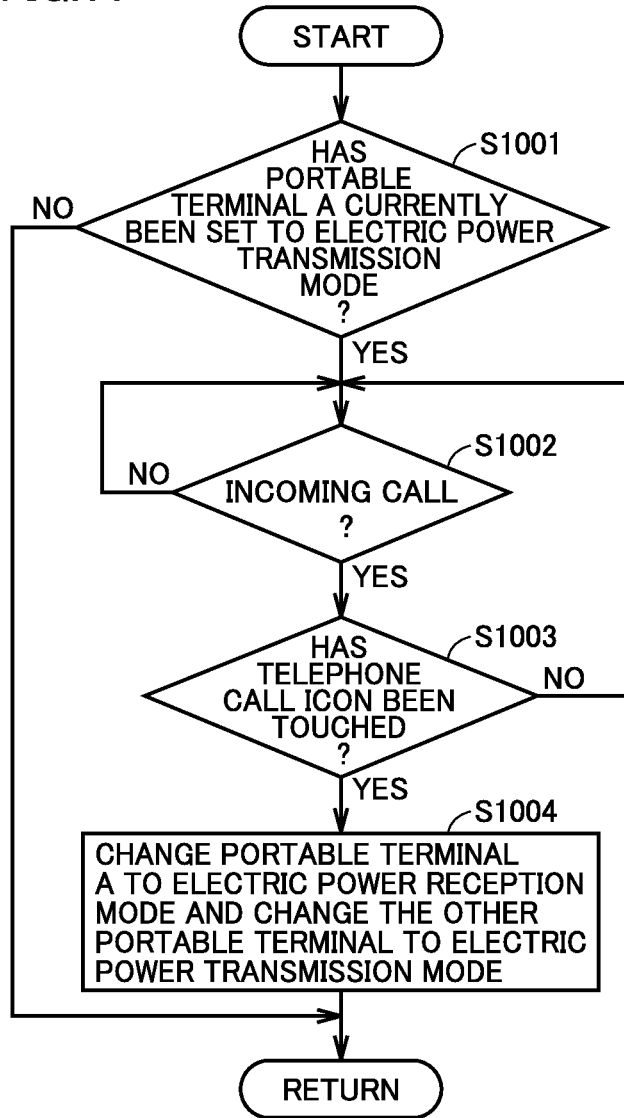 START
S1001
HAS
PORTABLE
TERMINAL A CURRENTLY
BEEN SET TO ELECTRIC POWER
TRANSMISSION
MODE
?
NO
YES
S1002
INCOMING CALL
?
NO
YES
S1003
HAS
TELEPHONE
CALL ICON BEEN
TOUCHED
?
NO
YES
S1004
CHANGE PORTABLE TERMINAL
A TO ELECTRIC POWER RECEPTION
MODE AND CHANGE THE OTHER
PORTABLE TERMINAL TO ELECTRIC
POWER TRANSMISSION MODE
RETURN